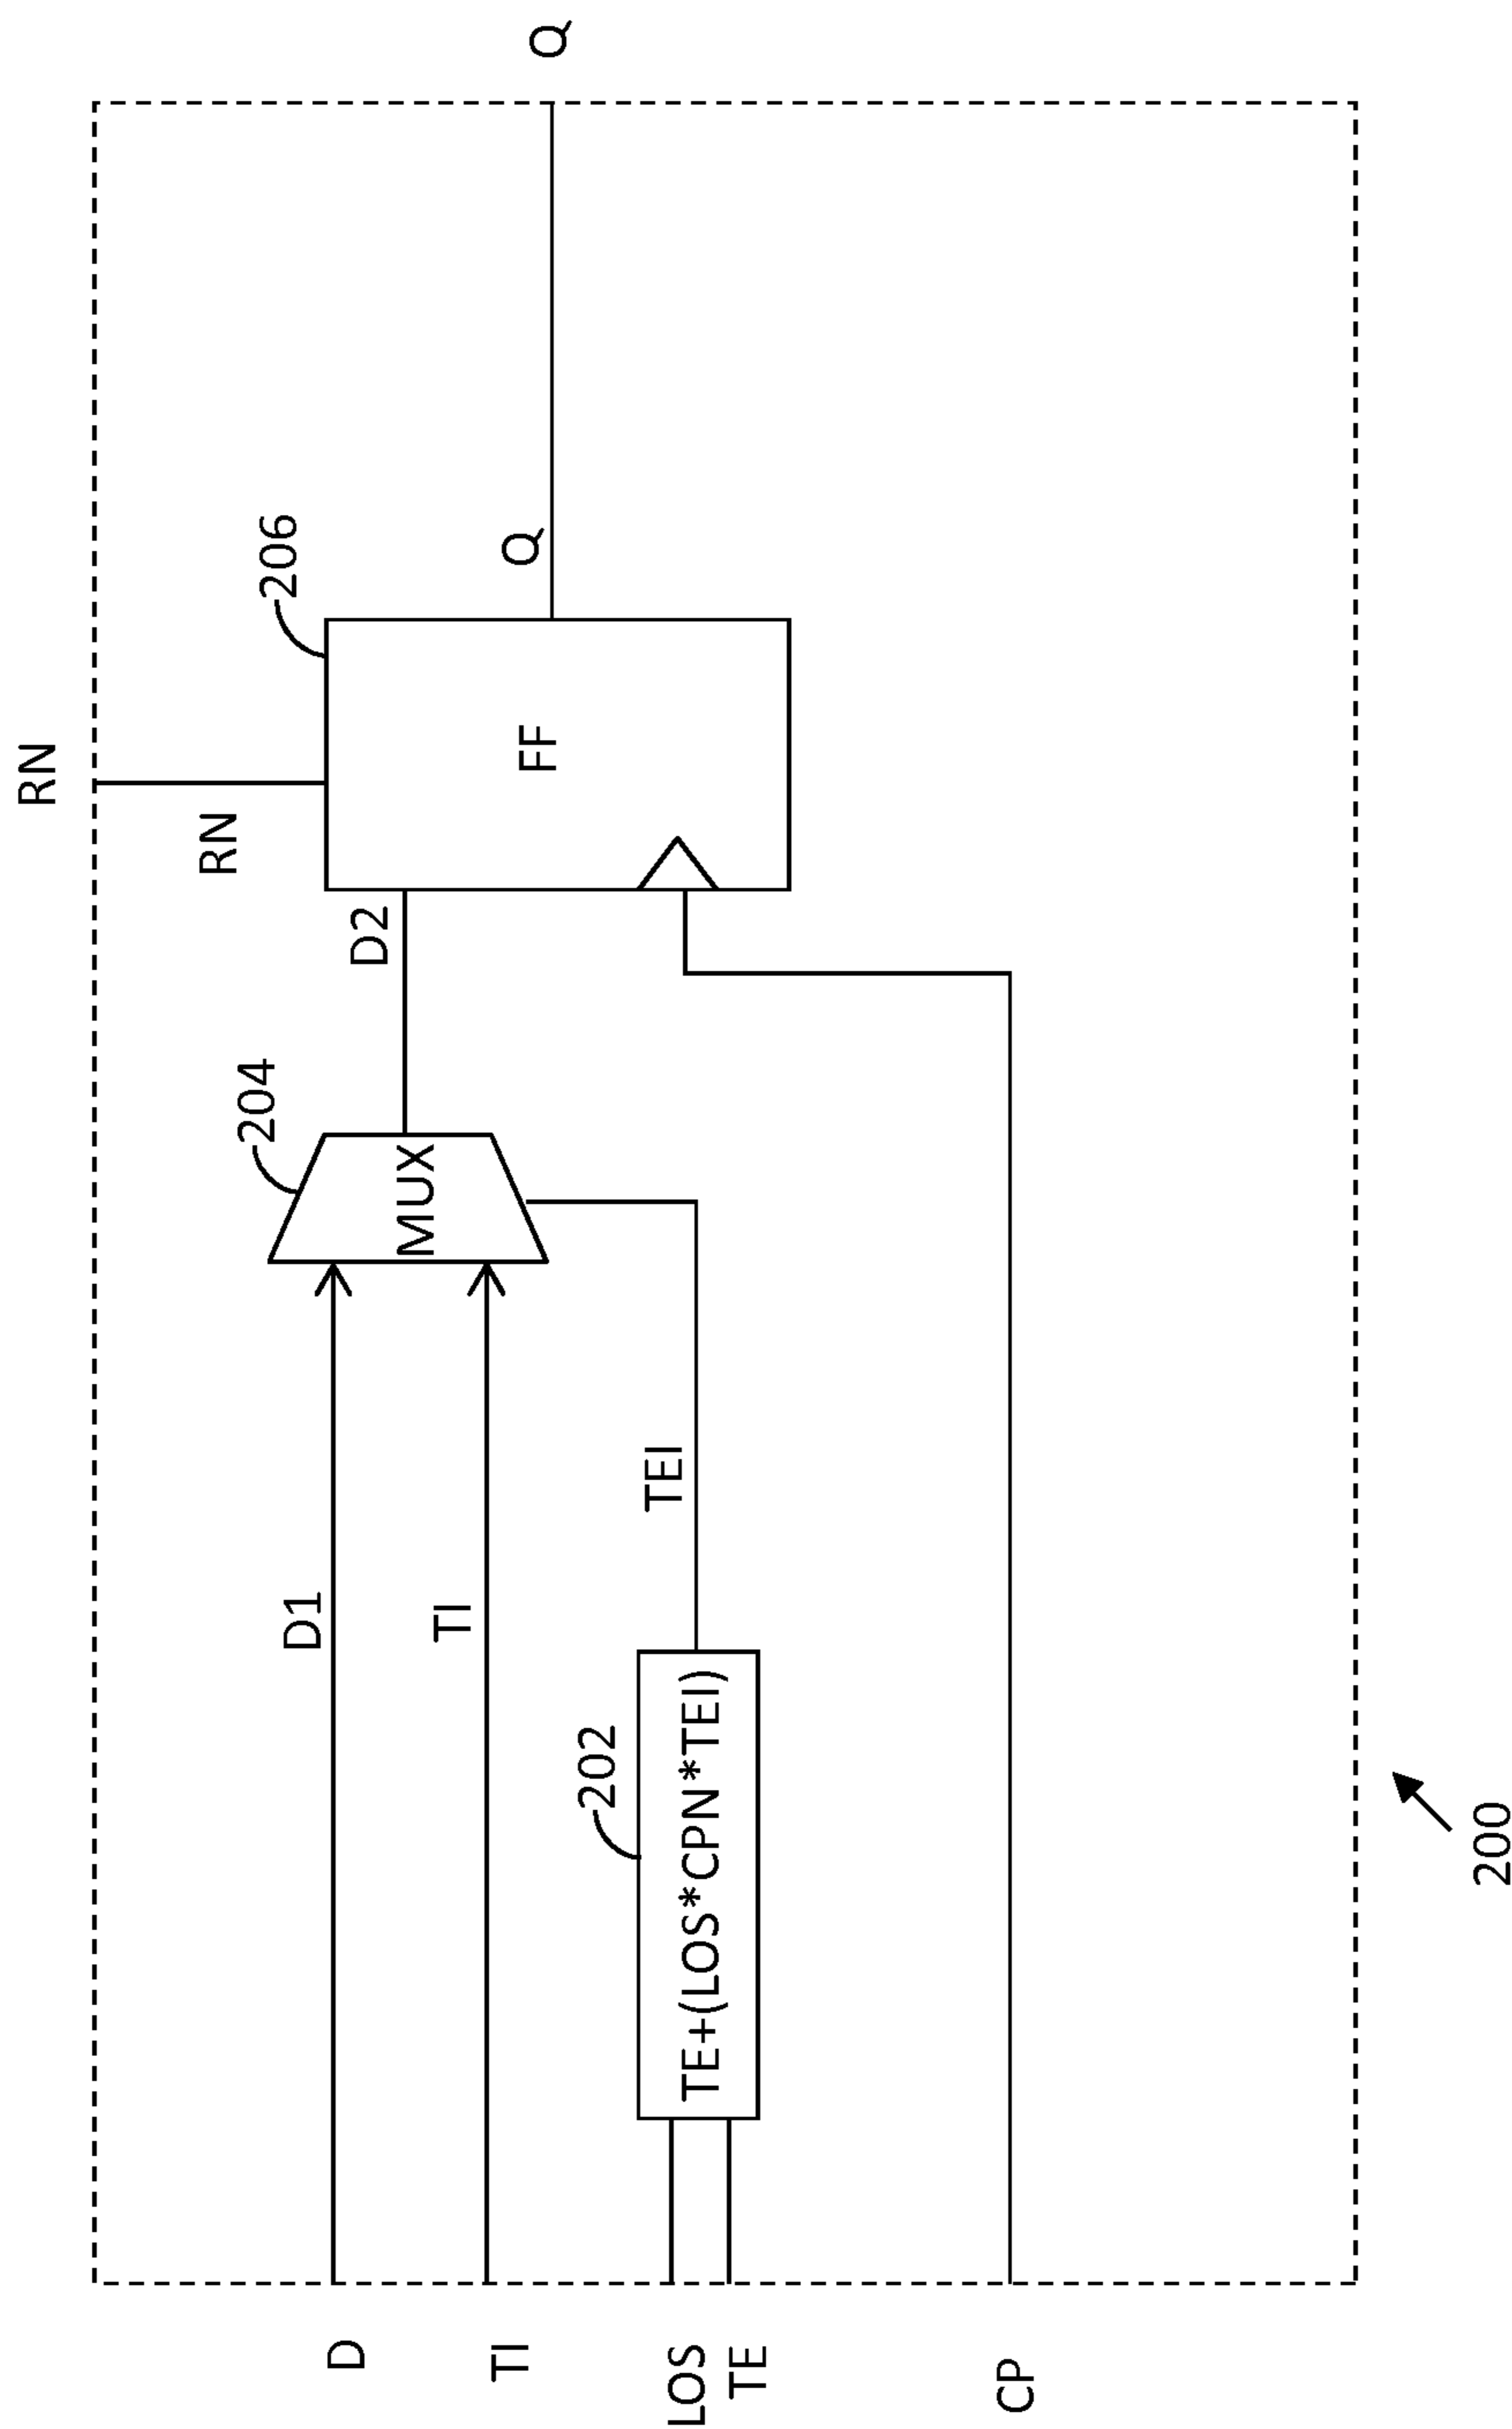 RN
RN
206
204
D2
FF
Q
Q
MUX
D
D1
TI
TI
202
TEI
LOS
TE
TE+(LOS*CPN*TEI)
CP
200